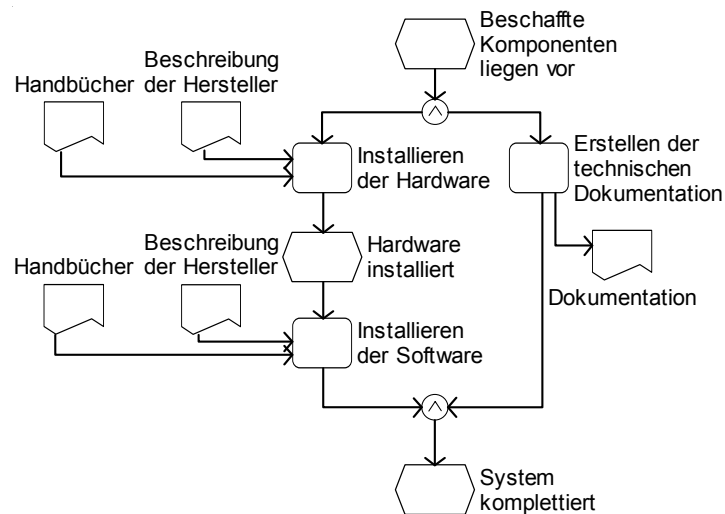 Beschaffte
Komponenten
liegen vor
Handbücher
Beschreibung
der Hersteller
Installieren
der Hardware
Erstellen der
technischen
Dokumentation
Handbücher
Beschreibung
der Hersteller
Hardware
installiert
Dokumentation
Installieren
der Software
System
komplettiert